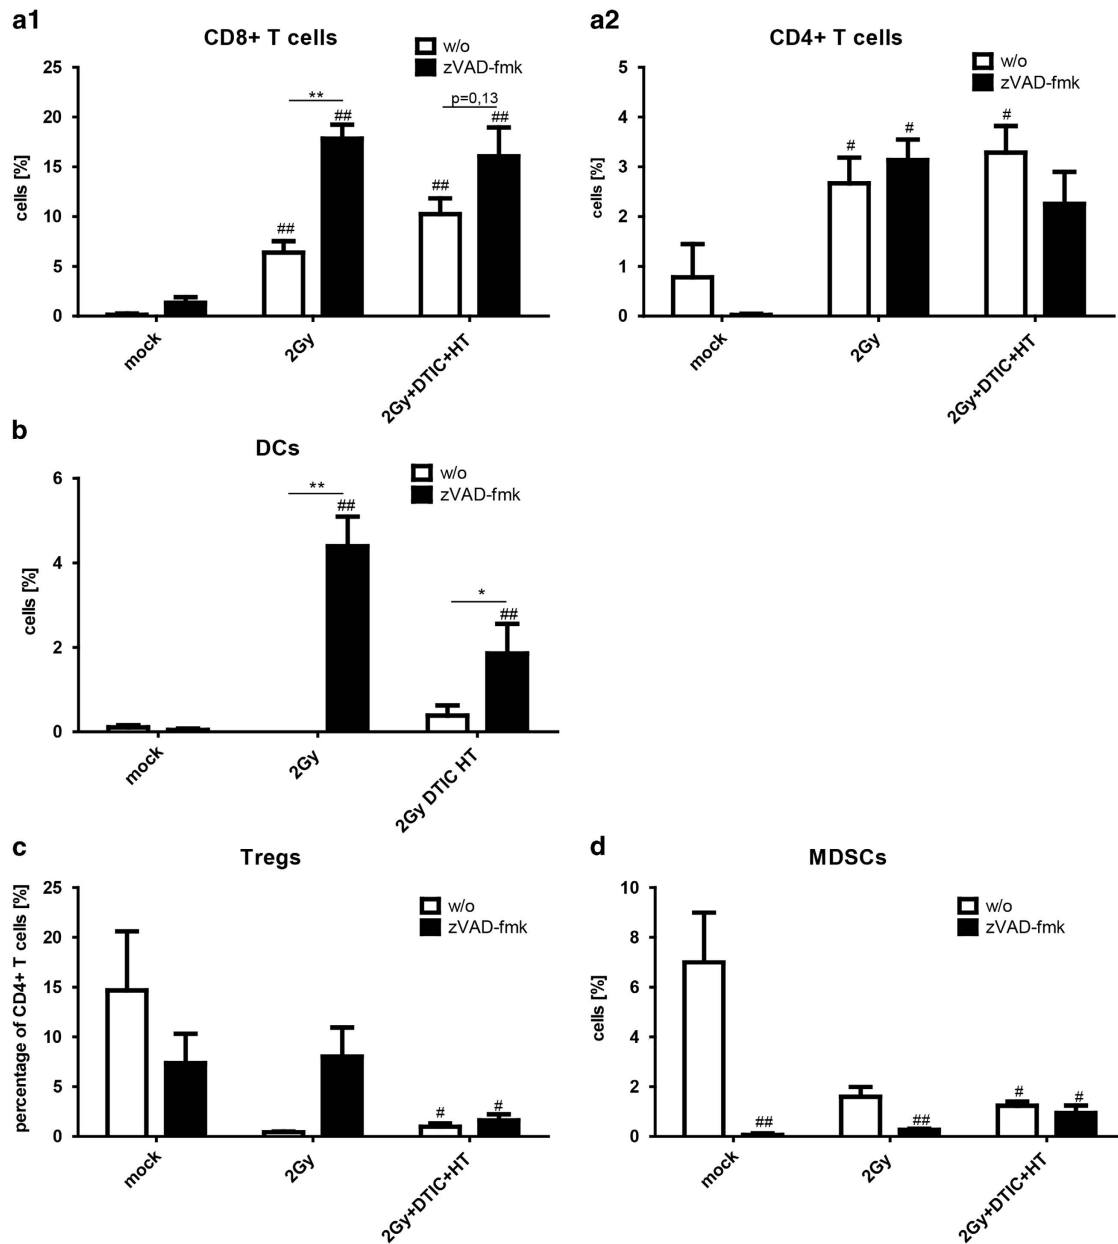 a1
CD8+ T cells
w/o
zVAD-fmk
25
20
15
10
5
0
cells [%]
**
##
##
p=0,13
##
##
mock
2Gy
2Gy+DTIC+HT
a2
CD4+ T cells
w/o
zVAD-fmk
5
4
3
2
1
0
cells [%]
#
#
#
mock
2Gy
2Gy+DTIC+HT
b
DCs
w/o
zVAD-fmk
6
4
2
0
cells [%]
**
##
*
##
mock
2Gy
2Gy DTIC HT
c
Tregs
w/o
zVAD-fmk
25
20
15
10
5
0
percentage of CD4+ T cells [%]
#
#
mock
2Gy
2Gy+DTIC+HT
d
MDSCs
w/o
zVAD-fmk
10
8
6
4
2
0
cells [%]
##
##
#
#
mock
2Gy
2Gy+DTIC+HT